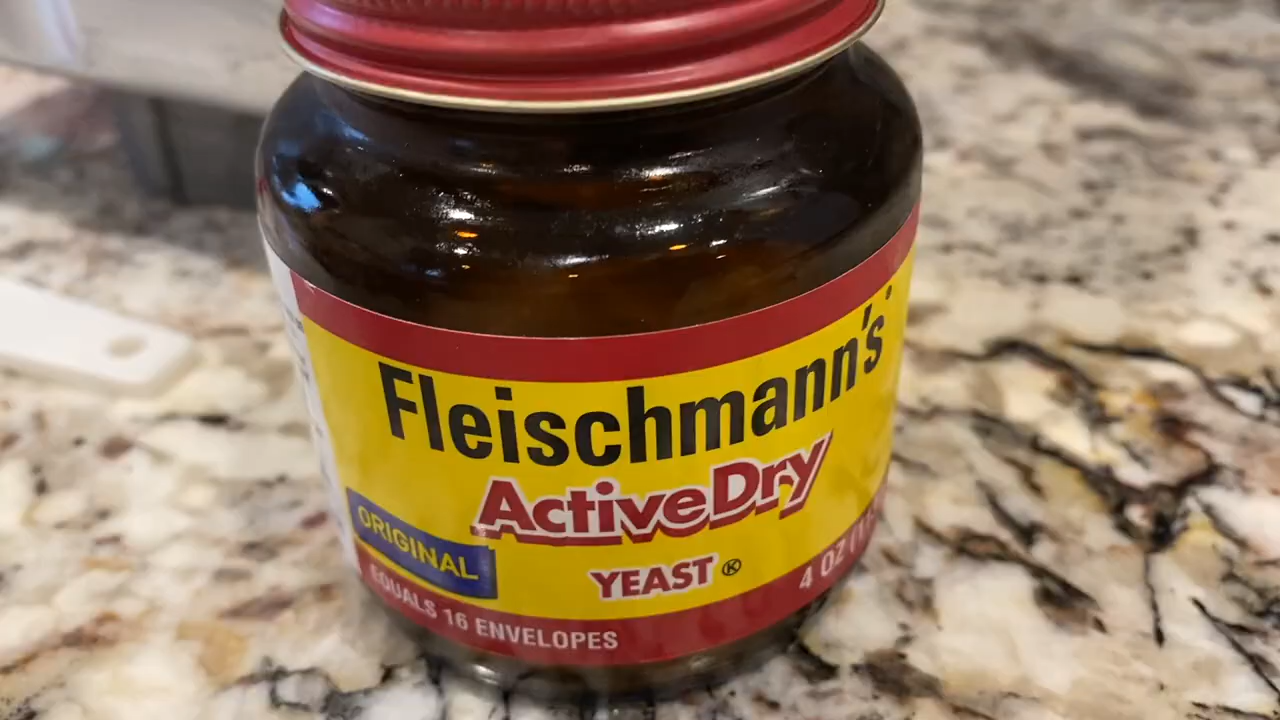 Fleischmann's
ActiveDry
ORIGINAL
YEAST Ⓚ
EQUALS 16 ENVELOPES
4 OZ